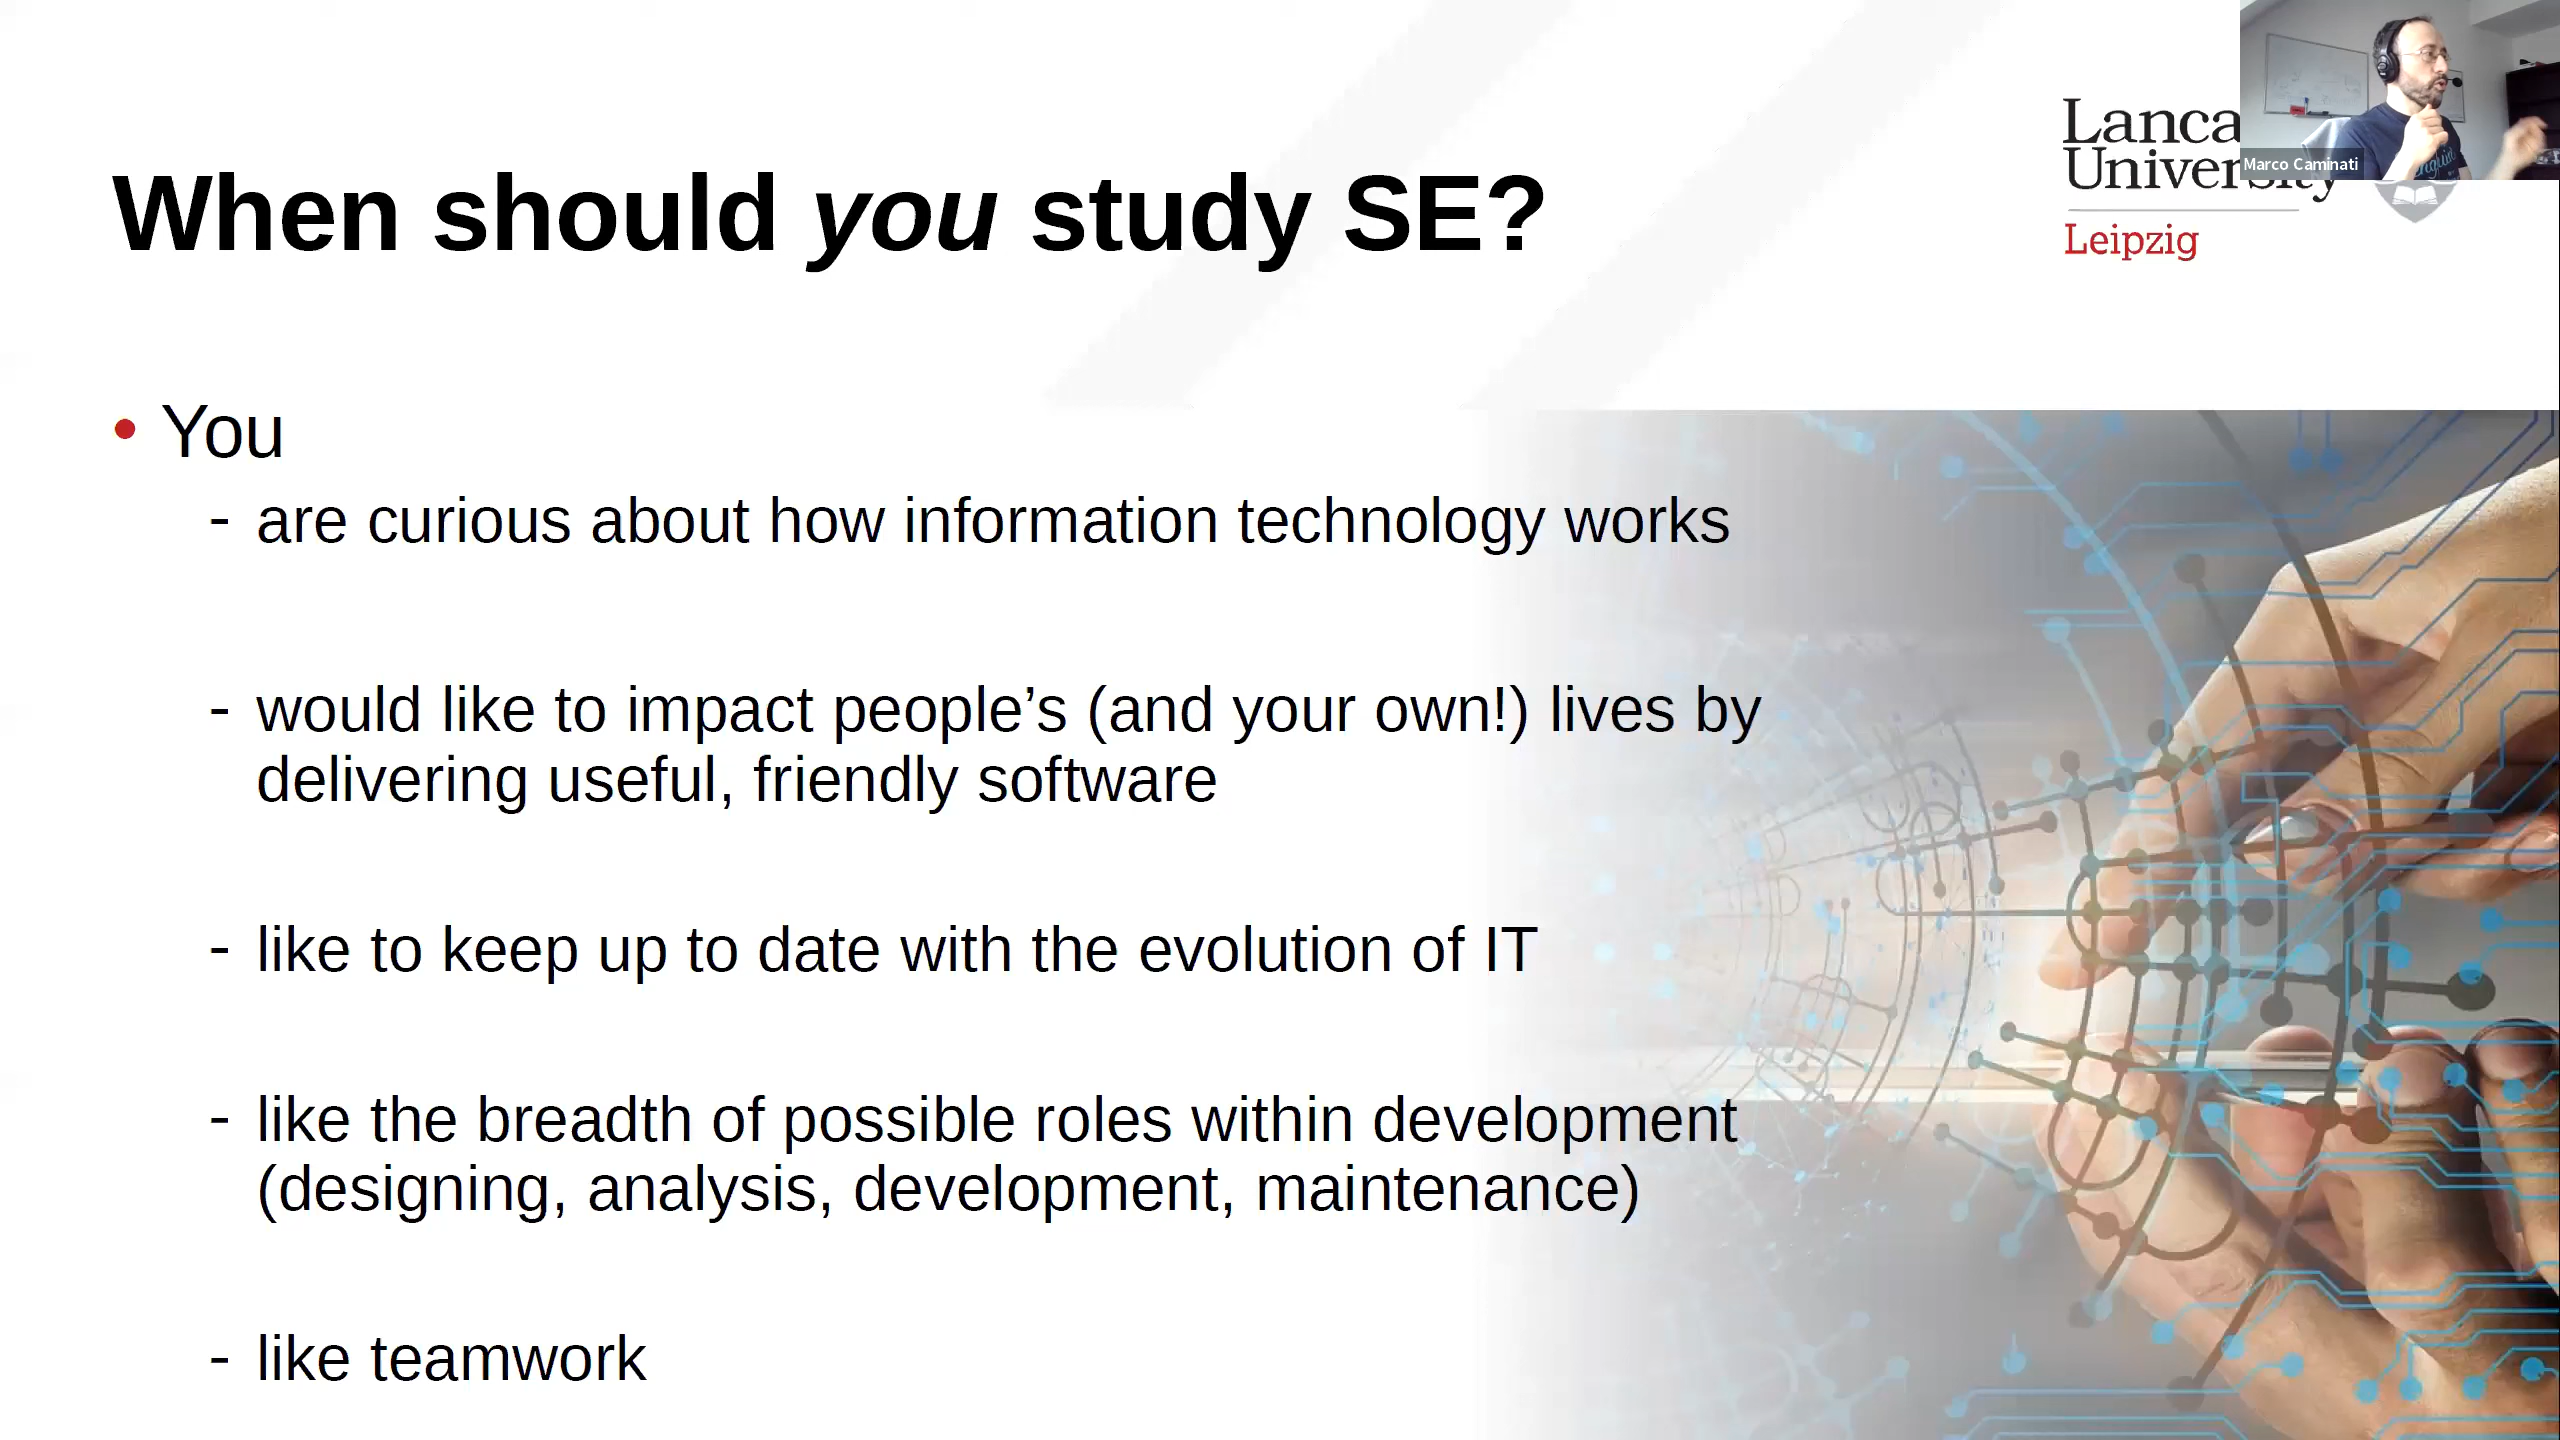 When should you study SE?
Lanca
University
Leipzig
Marco Caminati
• You
- are curious about how information technology works
- would like to impact people’s (and your own!) lives by
delivering useful, friendly software
- like to keep up to date with the evolution of IT
- like the breadth of possible roles within development
(designing, analysis, development, maintenance)
- like teamwork